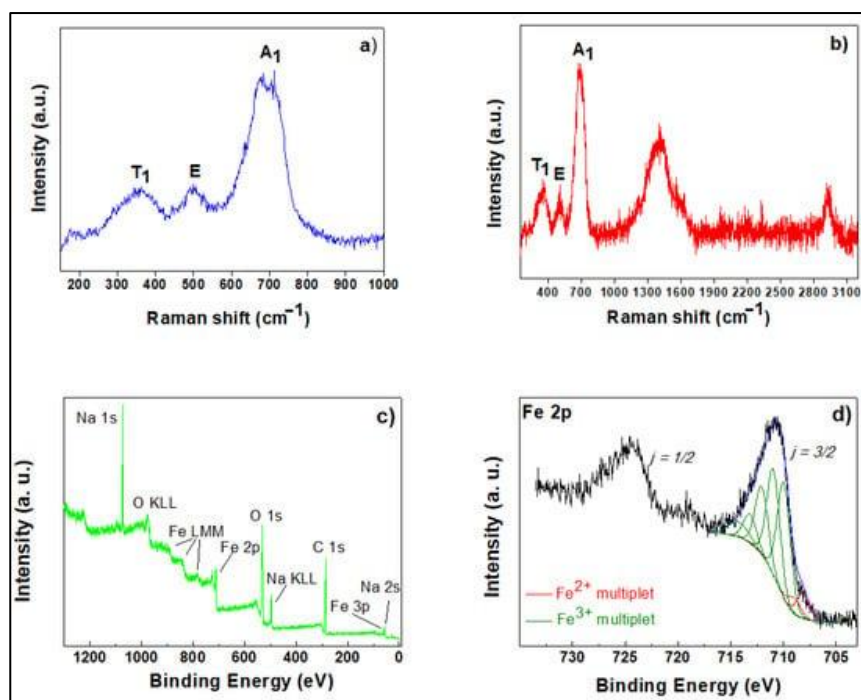 a)
A1
T1
E
Intensity (a.u.)
200 300 400 500 600 700 800 900 1000
Raman shift (cm−1)
b)
A1
T1
E
Intensity (a.u.)
400 700 1000 1300 1600 1900 2200 2500 2800 3100
Raman shift (cm−1)
c)
Na 1s
O KLL
Fe LMM
Fe 2p
O 1s
Na KLL
C 1s
Fe 3p
Na 2s
Intensity (a. u.)
1200 1000 800 600 400 200 0
Binding Energy (eV)
Fe 2p
d)
j = 1/2
j = 3/2
Fe2+ multiplet
Fe3+ multiplet
Intensity (a. u.)
730 725 720 715 710 705
Binding Energy (eV)